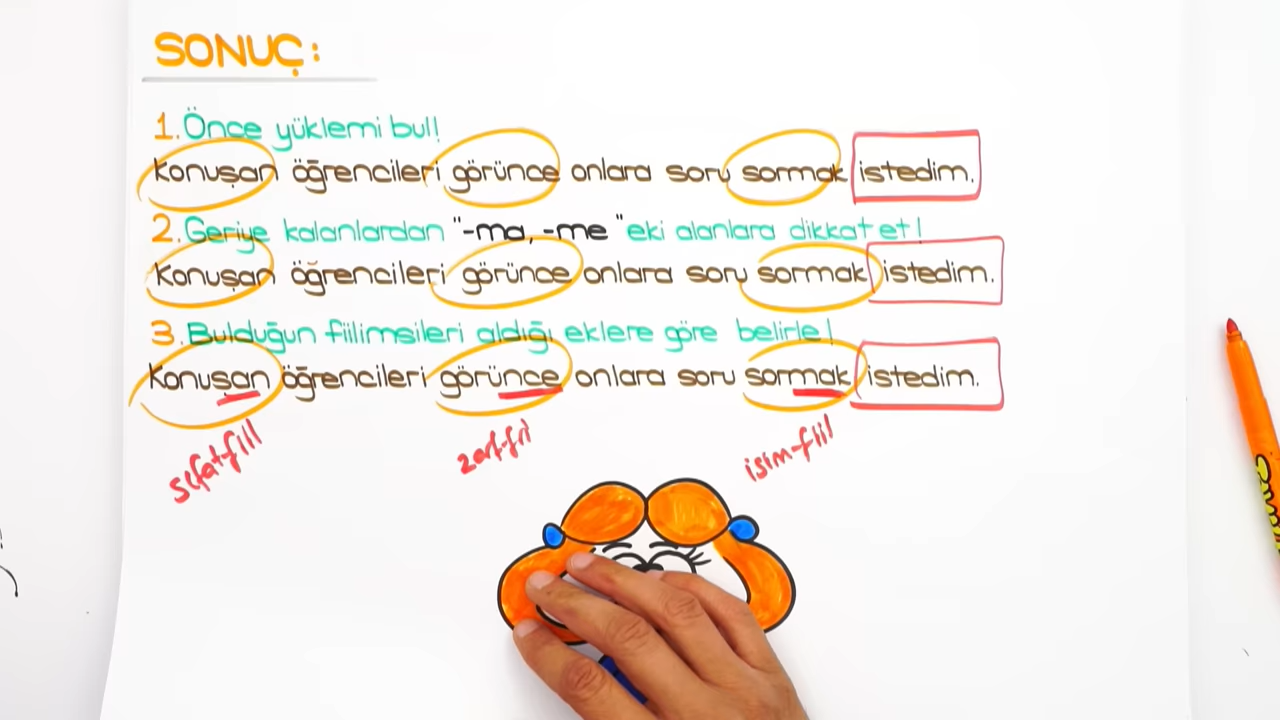 SONUÇ:
1. Önce yüklemi bul!
Konuşan öğrencileri görünce onlara soru sormak istedim.
2. Geriye kalanlardan "-ma, -me" eki alanlara dikkat et!
Konuşan öğrencileri görünce onlara soru sormak istedim.
3. Bulduğun fiilimsileri aldığı eklere göre belirle!
Konuşan öğrencileri görünce onlara soru sormak istedim.
sıfat-fiil zarf-fiil isim-fiil